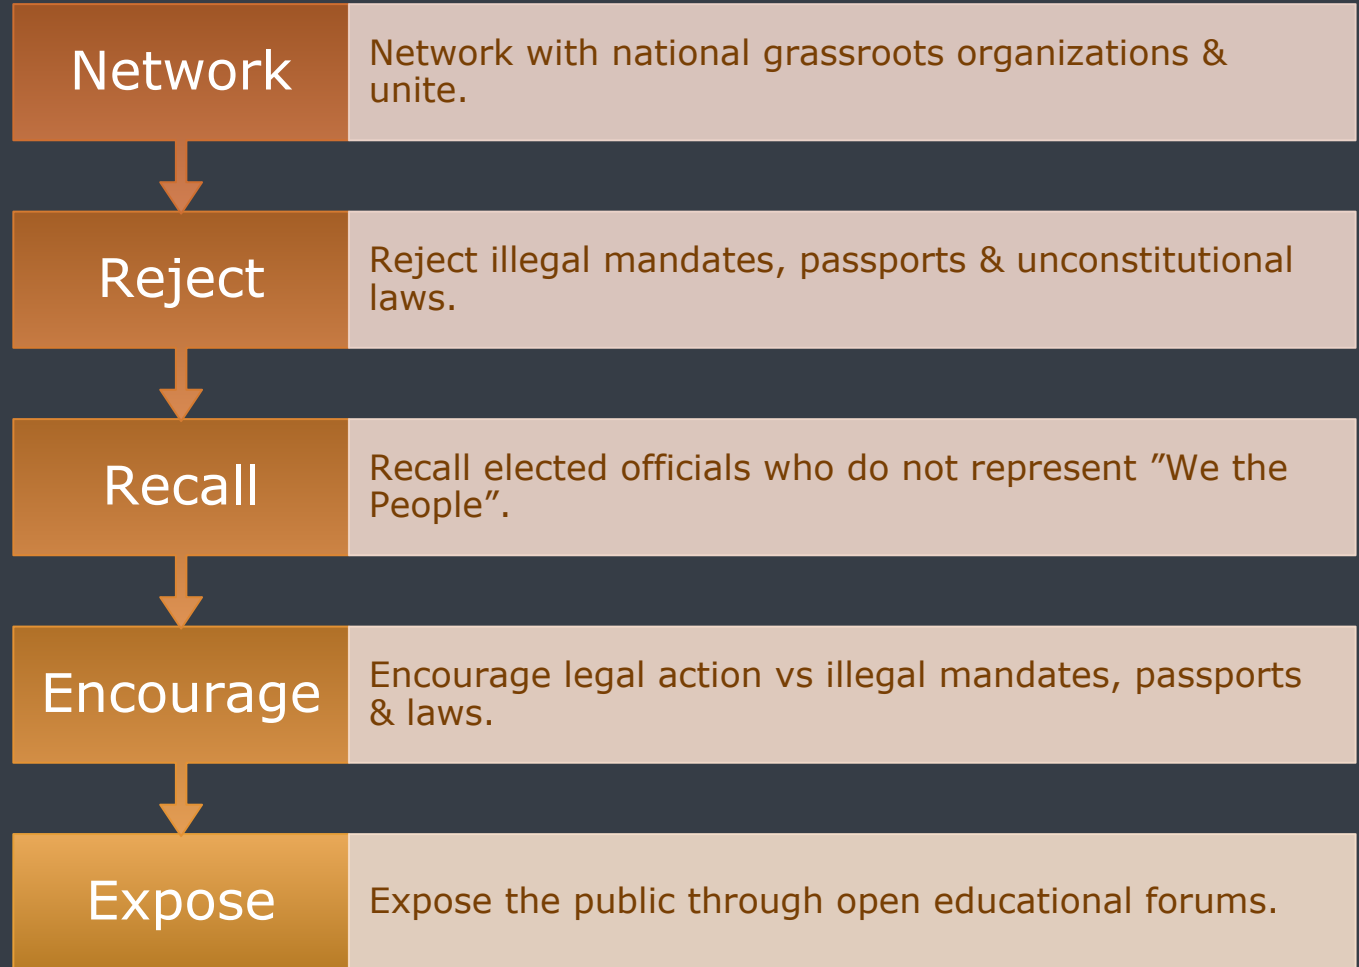 Network
Network with national grassroots organizations &
unite.
Reject
Reject illegal mandates, passports & unconstitutional
laws.
Recall
Recall elected officials who do not represent ”We the
People”.
Encourage
Encourage legal action vs illegal mandates, passports
& laws.
Expose
Expose the public through open educational forums.